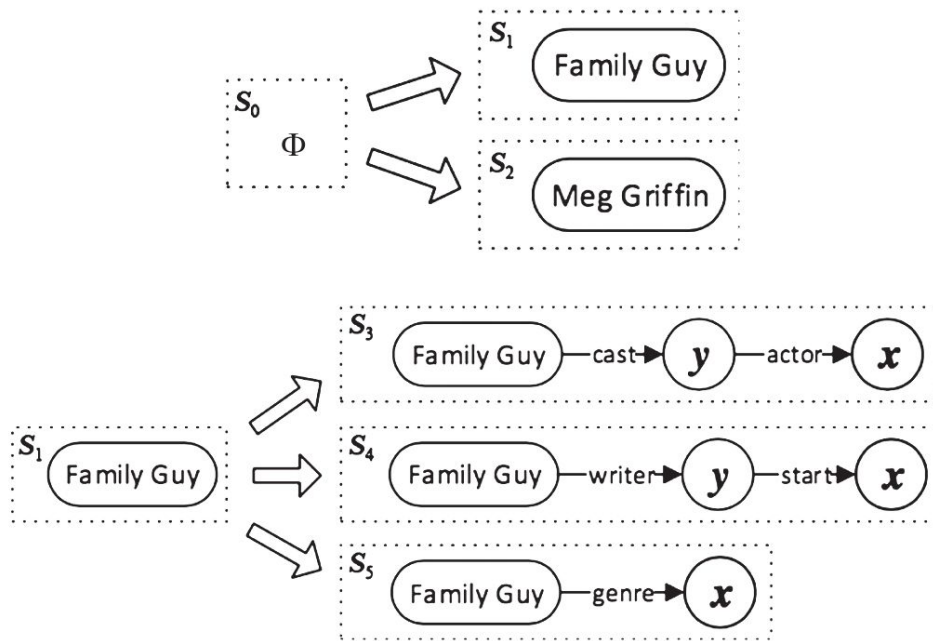 S₁ Family Guy
S₀ Φ
S₂ Meg Griffin
S₃ Family Guy cast y actor x
S₁ Family Guy
S₄ Family Guy writer y start x
S₅ Family Guy genre x